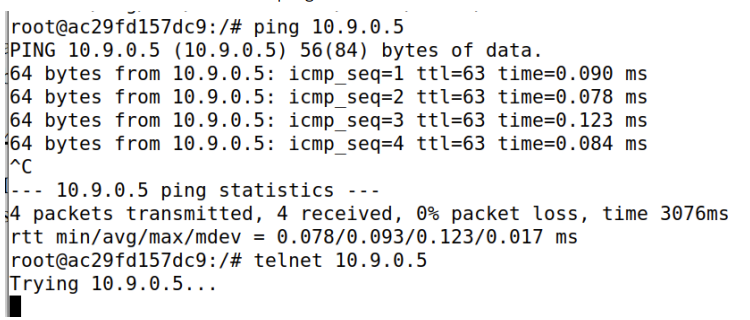 root@ac29fd157dc9:/# ping 10.9.0.5
PING 10.9.0.5 (10.9.0.5) 56(84) bytes of data.
64 bytes from 10.9.0.5: icmp_seq=1 ttl=63 time=0.090 ms
64 bytes from 10.9.0.5: icmp_seq=2 ttl=63 time=0.078 ms
64 bytes from 10.9.0.5: icmp_seq=3 ttl=63 time=0.123 ms
64 bytes from 10.9.0.5: icmp_seq=4 ttl=63 time=0.084 ms
^C
--- 10.9.0.5 ping statistics ---
4 packets transmitted, 4 received, 0% packet loss, time 3076ms
rtt min/avg/max/mdev = 0.078/0.093/0.123/0.017 ms
root@ac29fd157dc9:/# telnet 10.9.0.5
Trying 10.9.0.5...